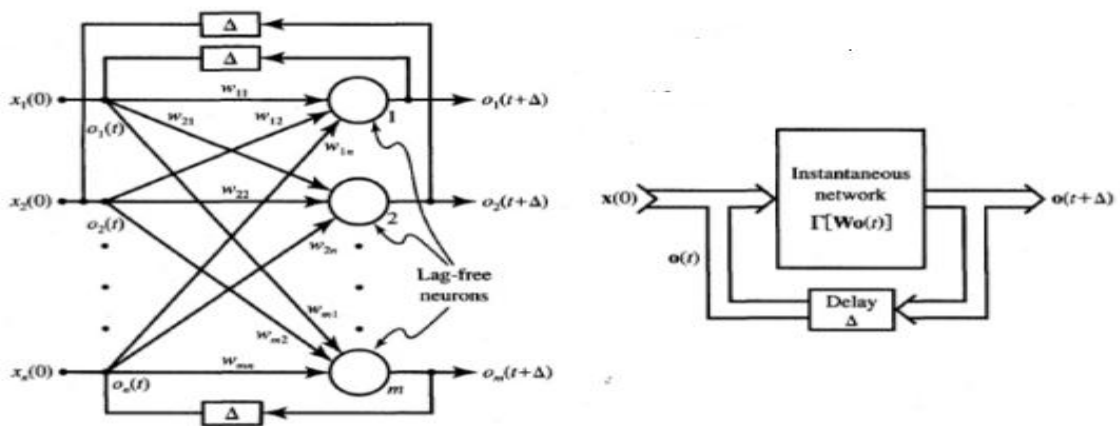 Δ
Δ
x₁(0)
w₁₁
1
o₁(t+Δ)
o₁(t)
w₂₁
w₁₂
w₁ₙ
x₂(0)
w₂₂
2
o₂(t+Δ)
o₂(t)
w₂ₙ
Lag-free
neurons
wₘ₁
wₘ₂
xₙ(0)
wₘₙ
m
oₘ(t+Δ)
oₙ(t)
Δ
Instantaneous
network
Γ[Wo(t)]
x(0)
o(t+Δ)
o(t)
Delay
Δ